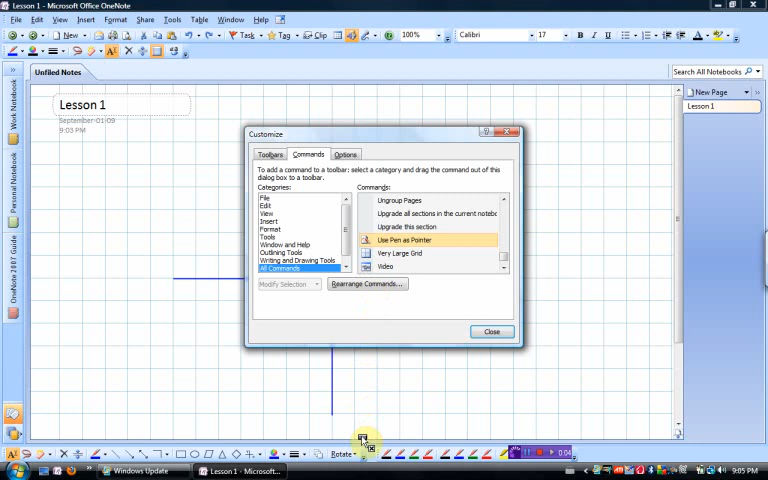 Lesson 1 - Microsoft Office OneNote
File Edit View Insert Format Share Tools Table Window Help
New Task Tag Clip 100% Calibri 17 B I U A
Unfiled Notes
Search All Notebooks
New Page
Lesson 1
Lesson 1
September-01-09
9:03 PM
Work Notebook
Personal Notebook
OneNote 2007 Guide
Customize
Toolbars Commands Options
To add a command to a toolbar: select a category and drag the command out of this
dialog box to a toolbar.
Categories: Commands:
File
Edit
View
Insert
Format
Tools
Window and Help
Outlining Tools
Writing and Drawing Tools
All Commands
Ungroup Pages
Upgrade all sections in the current notebo
Upgrade this section
Use Pen as Pointer
Very Large Grid
Video
Modify Selection Rearrange Commands...
Close
Rotate
0:04
Windows Update Lesson 1 - Microsoft... 9:05 PM